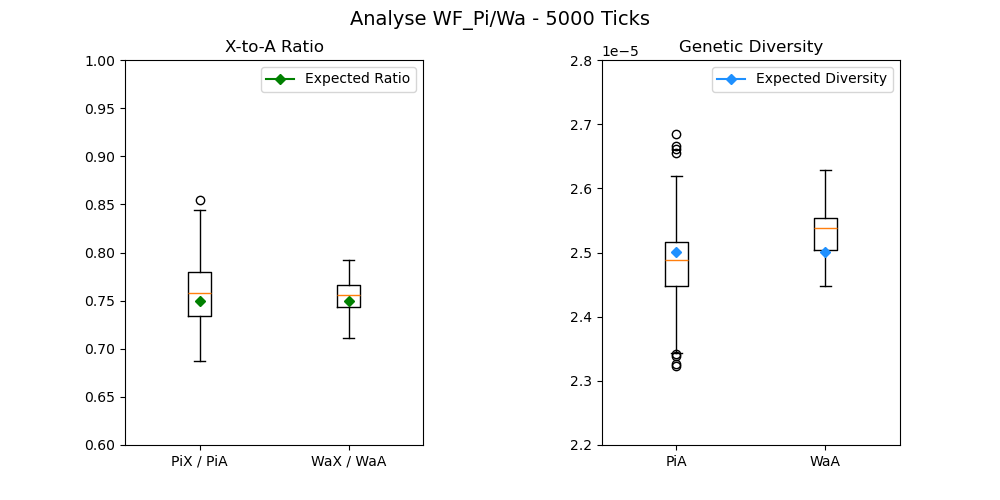 Analyse WF_Pi/Wa - 5000 Ticks
X-to-A Ratio
Expected Ratio
1.00
0.95
0.90
0.85
0.80
0.75
0.70
0.65
0.60
PiX / PiA
WaX / WaA
Genetic Diversity
1e−5
Expected Diversity
2.8
2.7
2.6
2.5
2.4
2.3
2.2
PiA
WaA